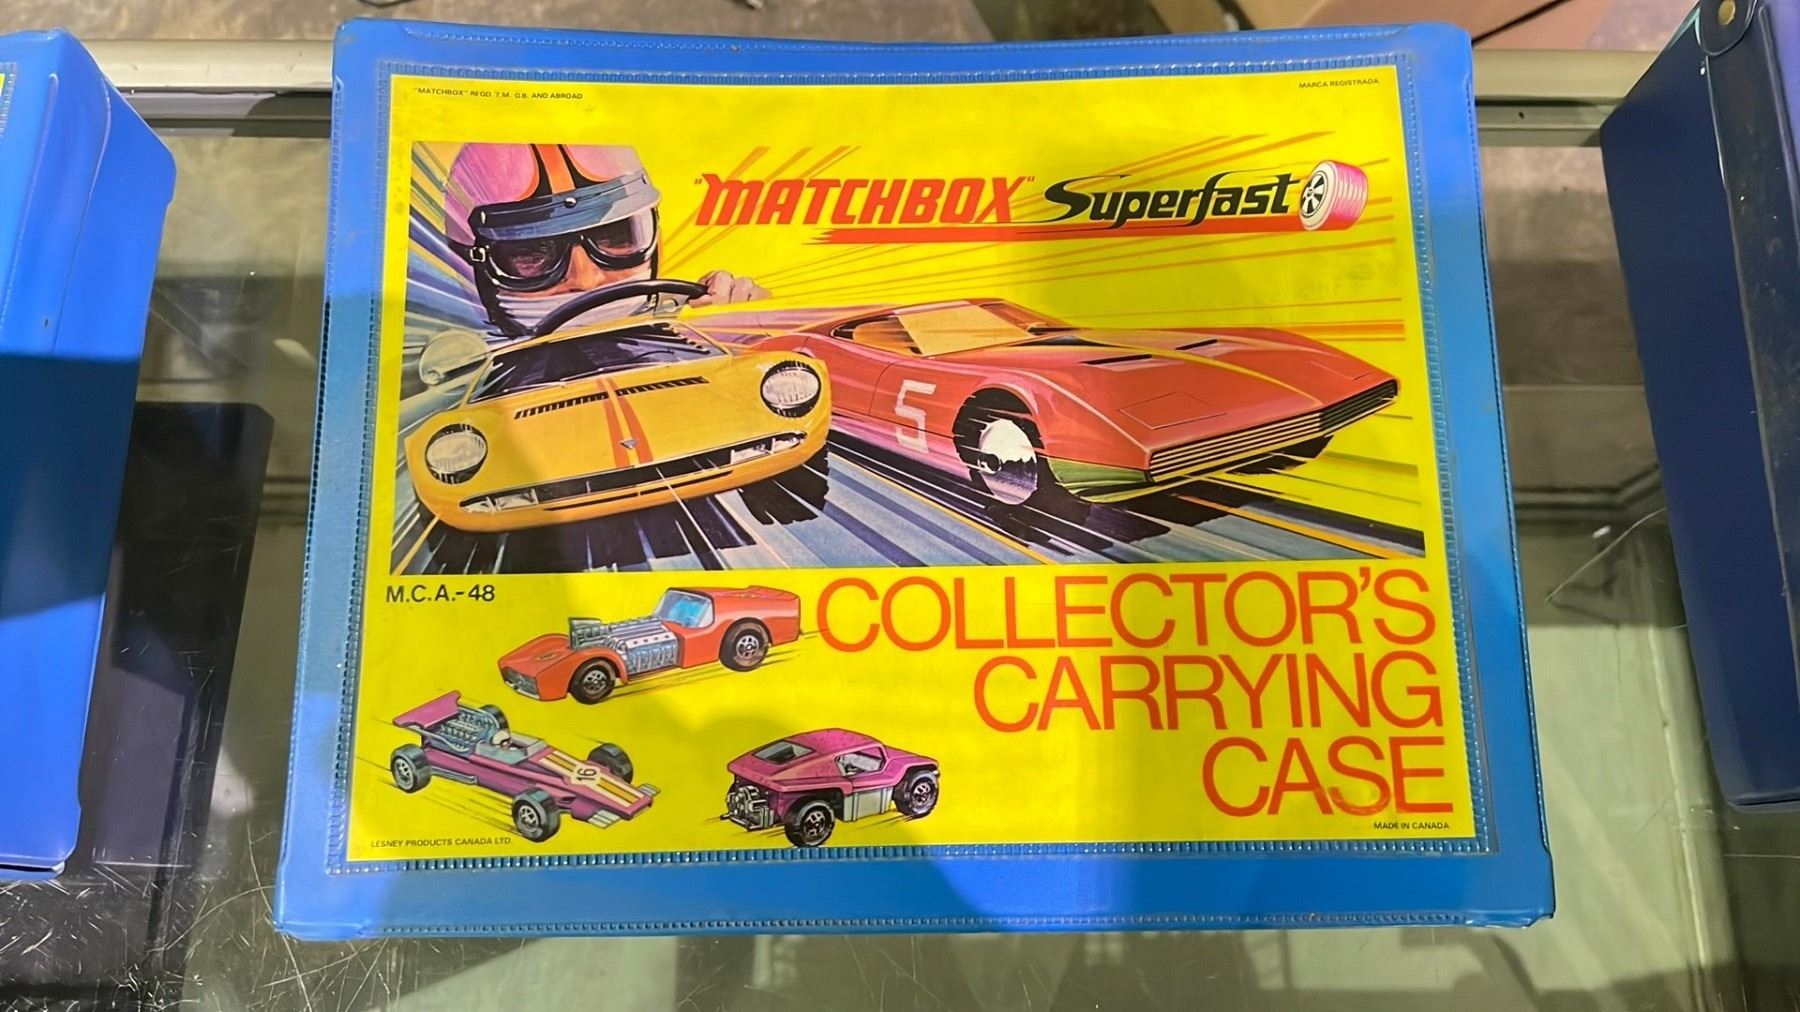 "MATCHBOX" REGD. T.M. G.B. AND ABROAD
MARCA REGISTRADA
"MATCHBOX" Superfast
5
M.C.A.-48
COLLECTOR'S
CARRYING
CASE
16
LESNEY PRODUCTS CANADA LTD.
MADE IN CANADA